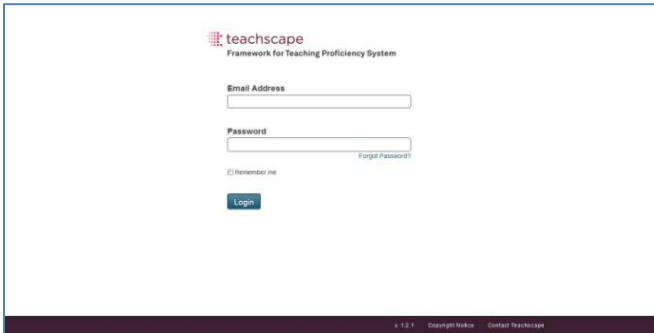 teachscape
Framework for Teaching Proficiency System
Email Address
Password
Forgot Password?
Remember me
Login
v. 1.2.1 Copyright Notice Contact Teachscape